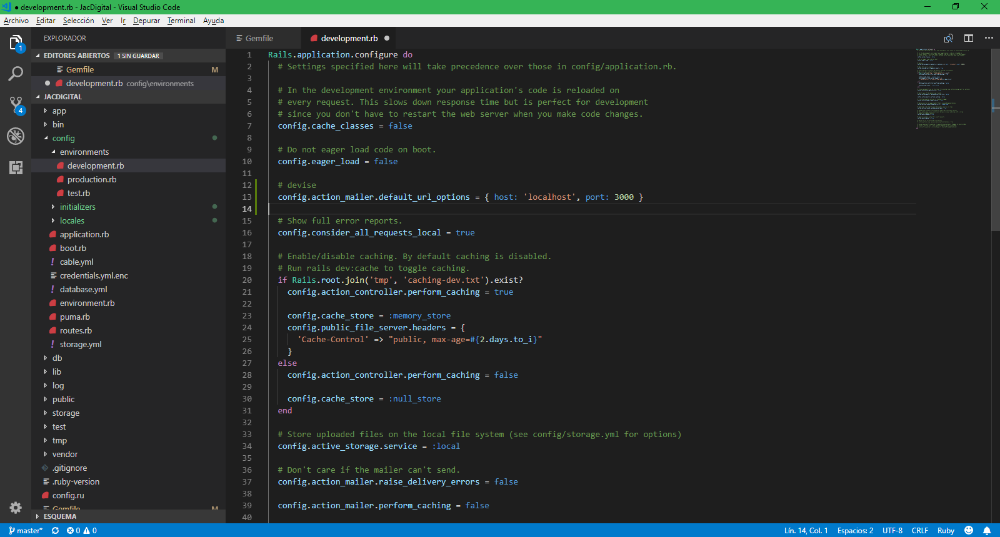 ● development.rb - JacDigital - Visual Studio Code
Archivo Editar Selección Ver Ir Depurar Terminal Ayuda
1
4
EXPLORADOR
EDITORES ABIERTOS 1 SIN GUARDAR
Gemfile M
● development.rb config\environments
JACDIGITAL
app
bin
config
environments
development.rb
production.rb
test.rb
initializers
locales
application.rb
boot.rb
! cable.yml
credentials.yml.enc
! database.yml
environment.rb
puma.rb
routes.rb
! storage.yml
db
lib
log
public
storage
test
tmp
vendor
.gitignore
.ruby-version
config.ru
Gemfile M
ESQUEMA
Gemfile
development.rb ●
1 Rails.application.configure do
2 # Settings specified here will take precedence over those in config/application.rb.
3
4 # In the development environment your application's code is reloaded on
5 # every request. This slows down response time but is perfect for development
6 # since you don't have to restart the web server when you make code changes.
7 config.cache_classes = false
8
9 # Do not eager load code on boot.
10 config.eager_load = false
11
12 # devise
13 config.action_mailer.default_url_options = { host: 'localhost', port: 3000 }
14
15 # Show full error reports.
16 config.consider_all_requests_local = true
17
18 # Enable/disable caching. By default caching is disabled.
19 # Run rails dev:cache to toggle caching.
20 if Rails.root.join('tmp', 'caching-dev.txt').exist?
21 config.action_controller.perform_caching = true
22
23 config.cache_store = :memory_store
24 config.public_file_server.headers = {
25 'Cache-Control' => "public, max-age=#{2.days.to_i}"
26 }
27 else
28 config.action_controller.perform_caching = false
29
30 config.cache_store = :null_store
31 end
32
33 # Store uploaded files on the local file system (see config/storage.yml for options)
34 config.active_storage.service = :local
35
36 # Don't care if the mailer can't send.
37 config.action_mailer.raise_delivery_errors = false
38
39 config.action_mailer.perform_caching = false
40
master* 0 0 Lín. 14, Col. 1 Espacios: 2 UTF-8 CRLF Ruby